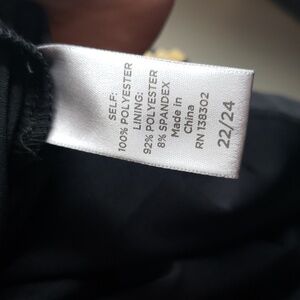 SELF:
100% POLYESTER
LINING:
92% POLYESTER
8% SPANDEX
Made in
China
RN 138302
22/24